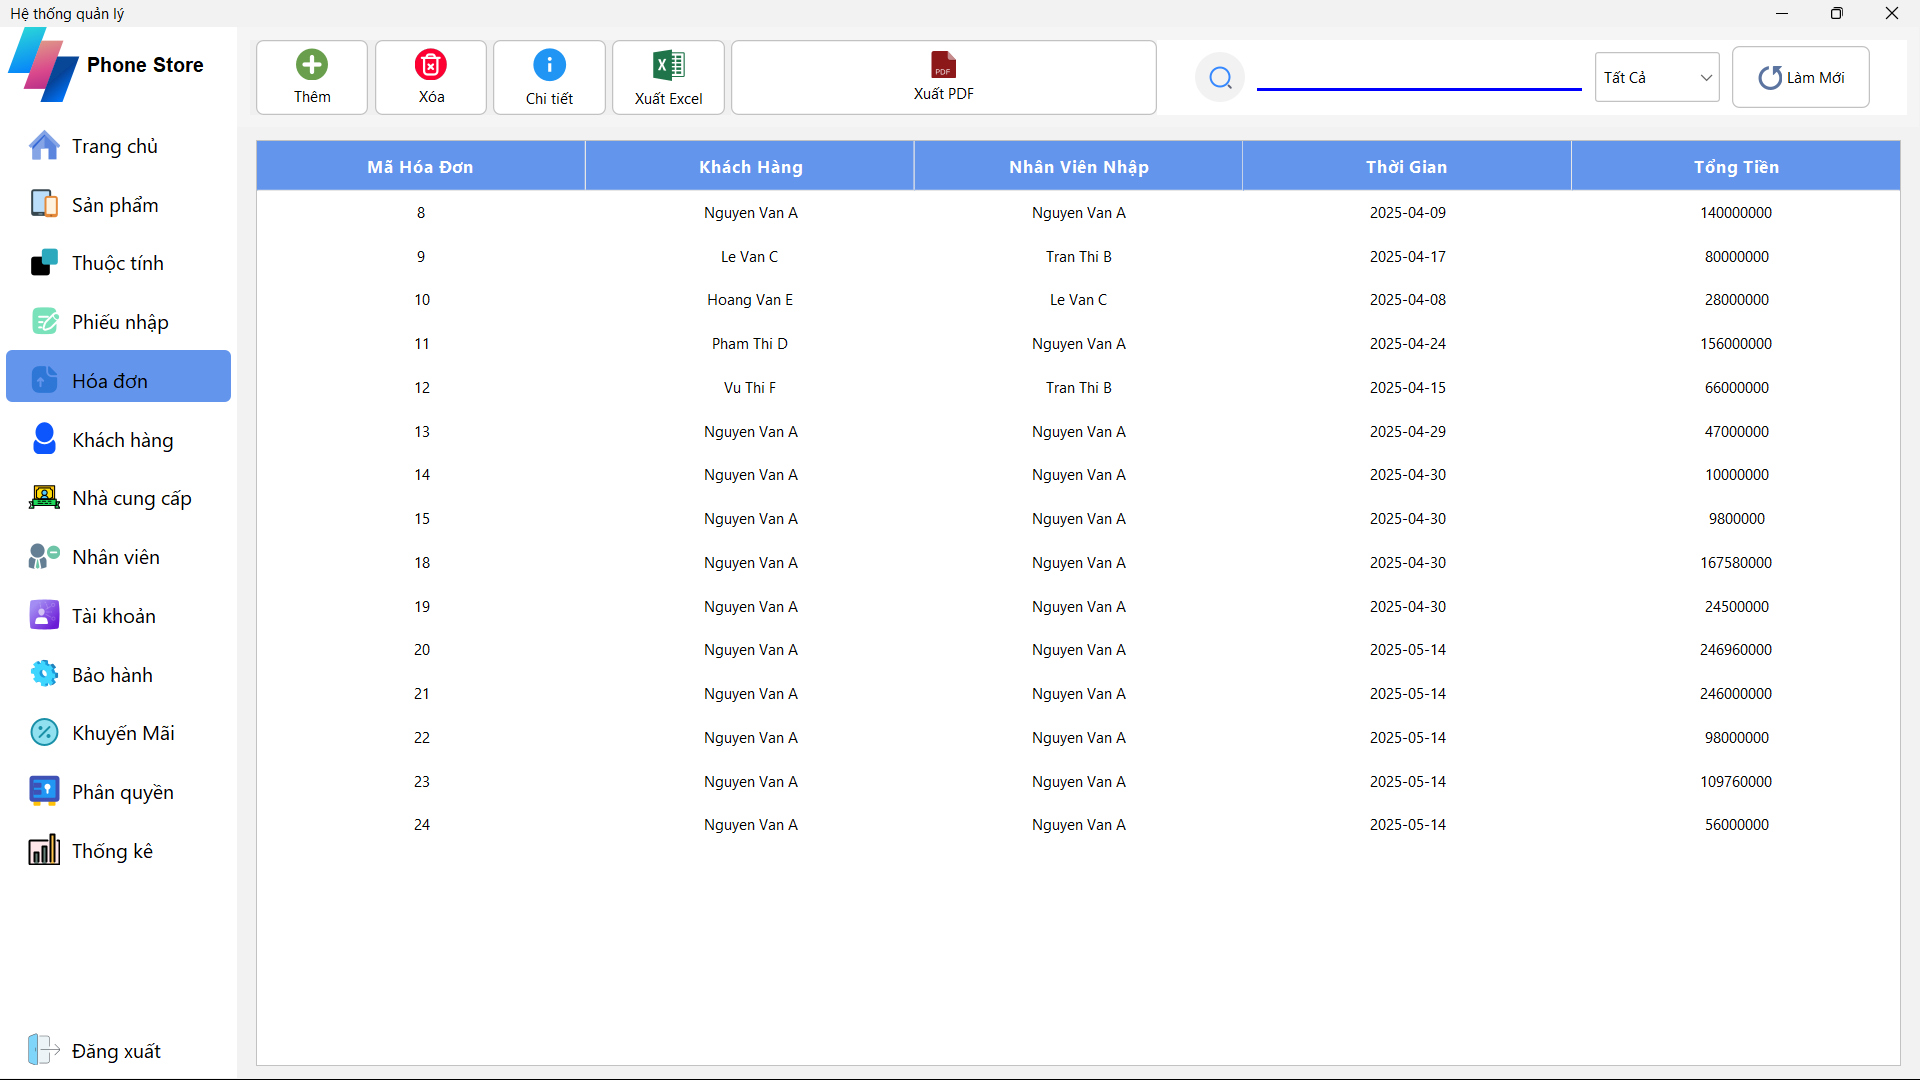 Hệ thống quản lý
Phone Store
Trang chủ
Sản phẩm
Thuộc tính
Phiếu nhập
Hóa đơn
Khách hàng
Nhà cung cấp
Nhân viên
Tài khoản
Bảo hành
Khuyến Mãi
Phân quyền
Thống kê
Đăng xuất
Thêm
Xóa
Chi tiết
Xuất Excel
PDF
Xuất PDF
Tất Cả
Làm Mới
Mã Hóa Đơn Khách Hàng Nhân Viên Nhập Thời Gian Tổng Tiền
8 Nguyen Van A Nguyen Van A 2025-04-09 140000000
9 Le Van C Tran Thi B 2025-04-17 80000000
10 Hoang Van E Le Van C 2025-04-08 28000000
11 Pham Thi D Nguyen Van A 2025-04-24 156000000
12 Vu Thi F Tran Thi B 2025-04-15 66000000
13 Nguyen Van A Nguyen Van A 2025-04-29 47000000
14 Nguyen Van A Nguyen Van A 2025-04-30 10000000
15 Nguyen Van A Nguyen Van A 2025-04-30 9800000
18 Nguyen Van A Nguyen Van A 2025-04-30 167580000
19 Nguyen Van A Nguyen Van A 2025-04-30 24500000
20 Nguyen Van A Nguyen Van A 2025-05-14 246960000
21 Nguyen Van A Nguyen Van A 2025-05-14 246000000
22 Nguyen Van A Nguyen Van A 2025-05-14 98000000
23 Nguyen Van A Nguyen Van A 2025-05-14 109760000
24 Nguyen Van A Nguyen Van A 2025-05-14 56000000